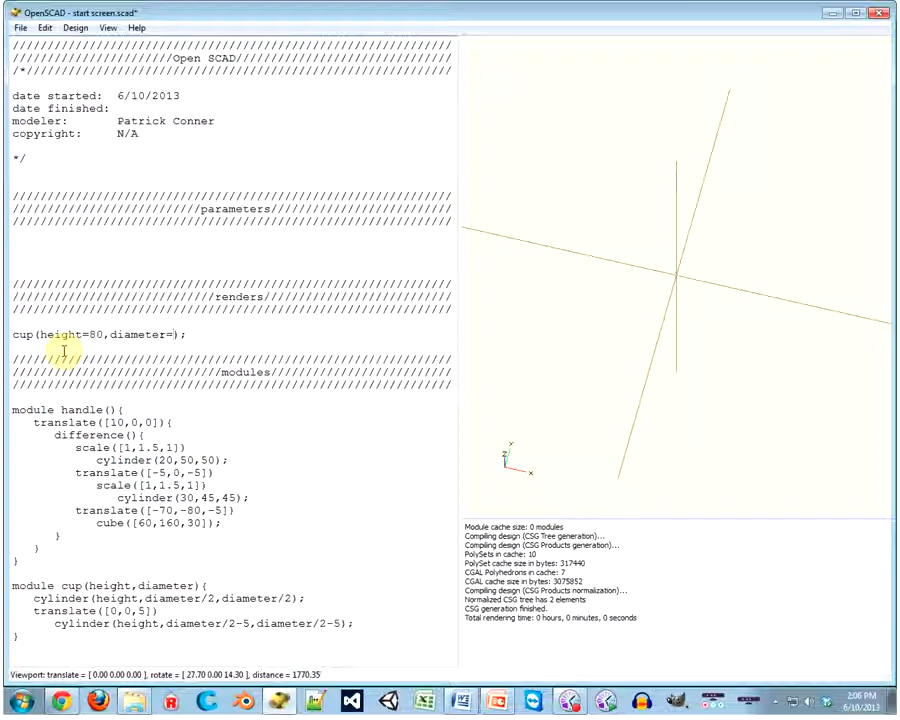 OpenSCAD - start screen.scad*
File Edit Design View Help
///////////////////////////////////////////////////////////////
///////////////////////Open SCAD///////////////////////////////
/*/////////////////////////////////////////////////////////////
date started: 6/10/2013
date finished:
modeler: Patrick Conner
copyright: N/A
*/
///////////////////////////////////////////////////////////////
///////////////////////////parameters//////////////////////////
///////////////////////////////////////////////////////////////
///////////////////////////////////////////////////////////////
/////////////////////////////renders///////////////////////////
///////////////////////////////////////////////////////////////
cup(height=80,diameter=);
///////////////////////////////////////////////////////////////
//////////////////////////////modules//////////////////////////
///////////////////////////////////////////////////////////////
module handle(){
translate([10,0,0]){
difference(){
scale([1,1.5,1])
cylinder(20,50,50);
translate([-5,0,-5])
scale([1,1.5,1])
cylinder(30,45,45);
translate([-70,-80,-5])
cube([60,160,30]);
}
}
}
module cup(height,diameter){
cylinder(height,diameter/2,diameter/2);
translate([0,0,5])
cylinder(height,diameter/2-5,diameter/2-5);
}
Y
Z
X
Module cache size: 0 modules
Compiling design (CSG Tree generation)...
Compiling design (CSG Products generation)...
PolySets in cache: 10
PolySet cache size in bytes: 317440
CGAL Polyhedrons in cache: 7
CGAL cache size in bytes: 3075852
Compiling design (CSG Products normalization)...
Normalized CSG tree has 2 elements
CSG generation finished.
Total rendering time: 0 hours, 0 minutes, 0 seconds
Viewport: translate = [ 0.00 0.00 0.00 ], rotate = [ 27.70 0.00 14.30 ], distance = 1770.35
2:06 PM
6/10/2013